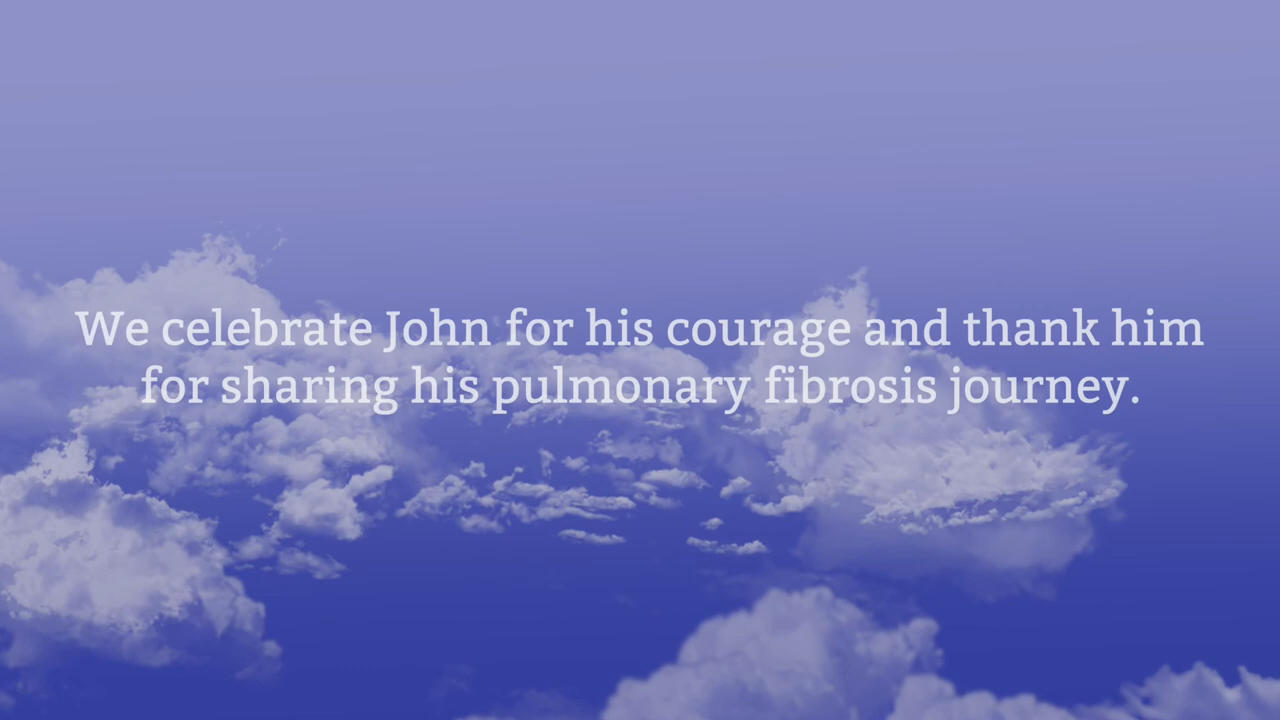 We celebrate John for his courage and thank him
for sharing his pulmonary fibrosis journey.